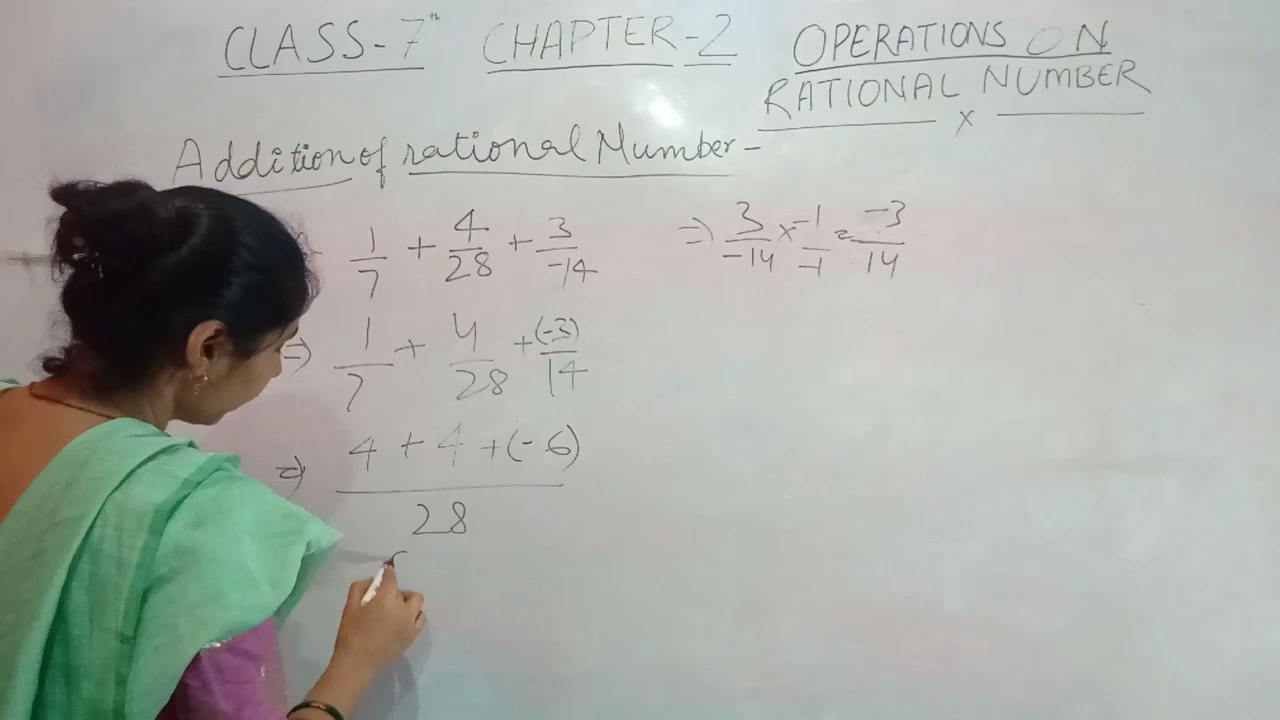 CLASS-7th CHAPTER-2 OPERATIONS ON
RATIONAL NUMBER
x
Addition of rational Number-
1/7 + 4/28 + 3/-14 ⇒ 3/-14 × -1/-1 = -3/14
⇒ 1/7 + 4/28 + (-3)/14
⇒ 4 + 4 + (-6)
28